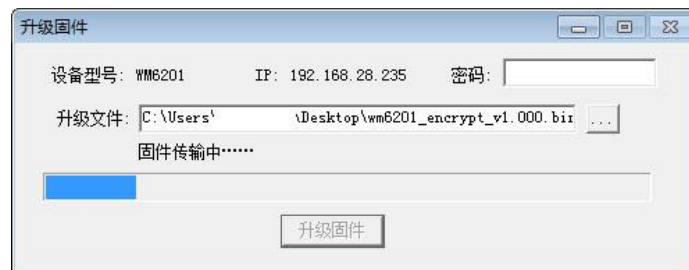 升级固件
设备型号: WM6201 IP: 192.168.28.235 密码:
升级文件: C:\Users\ \Desktop\wm6201_encrypt_v1.000.bin ...
固件传输中……
升级固件